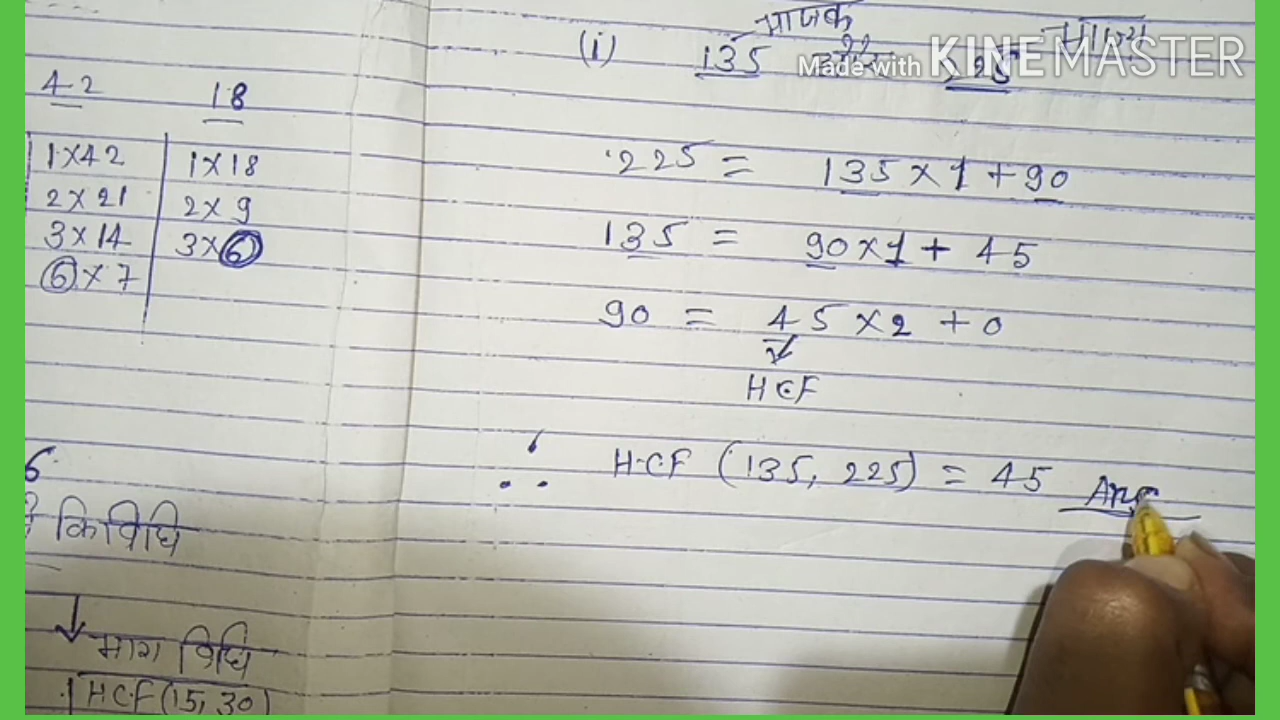 42 18
1×42 1×18
2×21 2×9
3×14 3×6
6×7
6
कि विधि
भाग विधि
HCF (15, 30)
भाजक
(i) 135 225
Made with KINEMASTER
225 = 135×1+90
135 = 90×1+ 45
90 = 45×2 +0
HCF
∴ H.C.F (135, 225) = 45 Ans